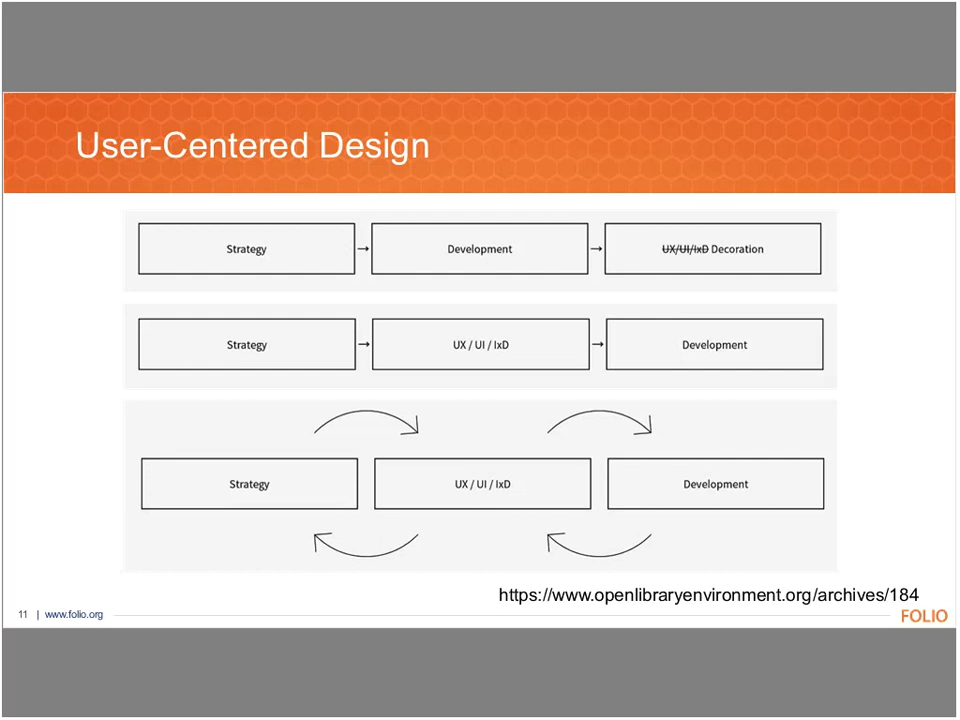 User-Centered Design
Strategy
Development
UX/UI/IxD Decoration
Strategy
UX / UI / IxD
Development
Strategy
UX / UI / IxD
Development
https://www.openlibraryenvironment.org/archives/184
11 | www.folio.org
FOLIO